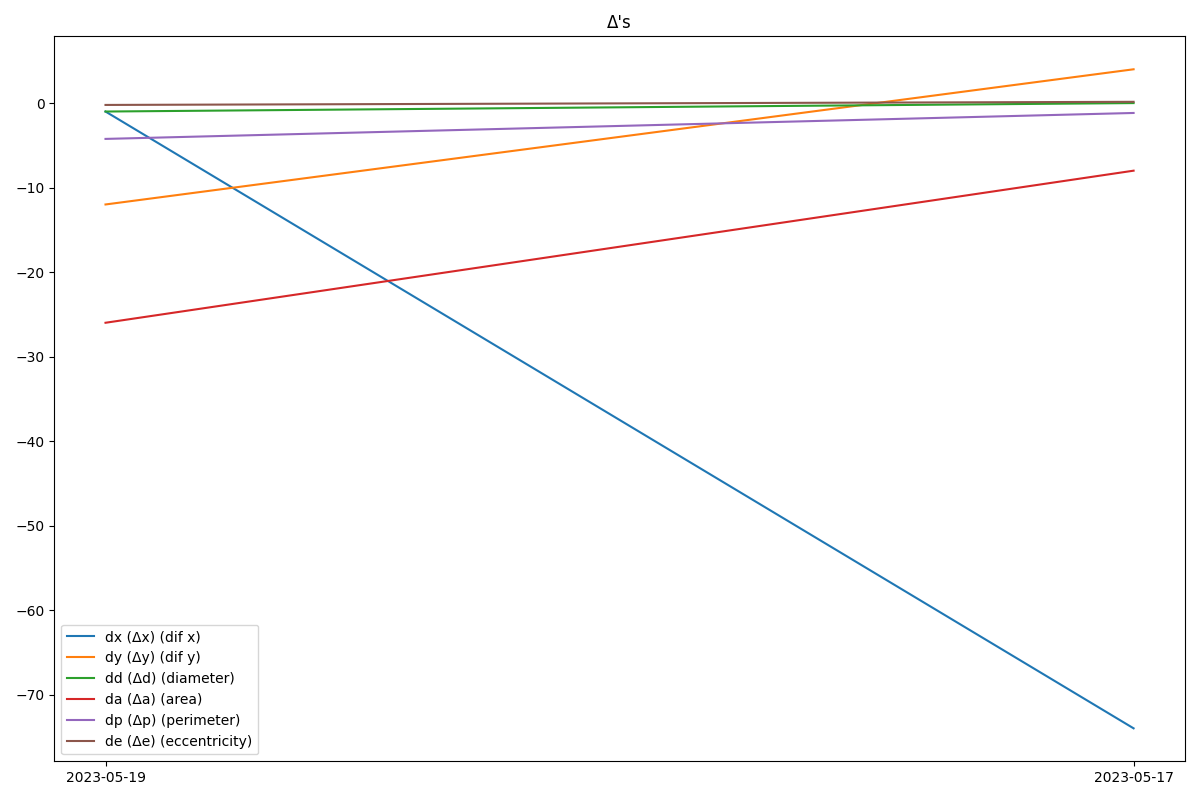 Δ's
0
−10
−20
−30
−40
−50
−60
−70
dx (Δx) (dif x)
dy (Δy) (dif y)
dd (Δd) (diameter)
da (Δa) (area)
dp (Δp) (perimeter)
de (Δe) (eccentricity)
2023-05-19
2023-05-17